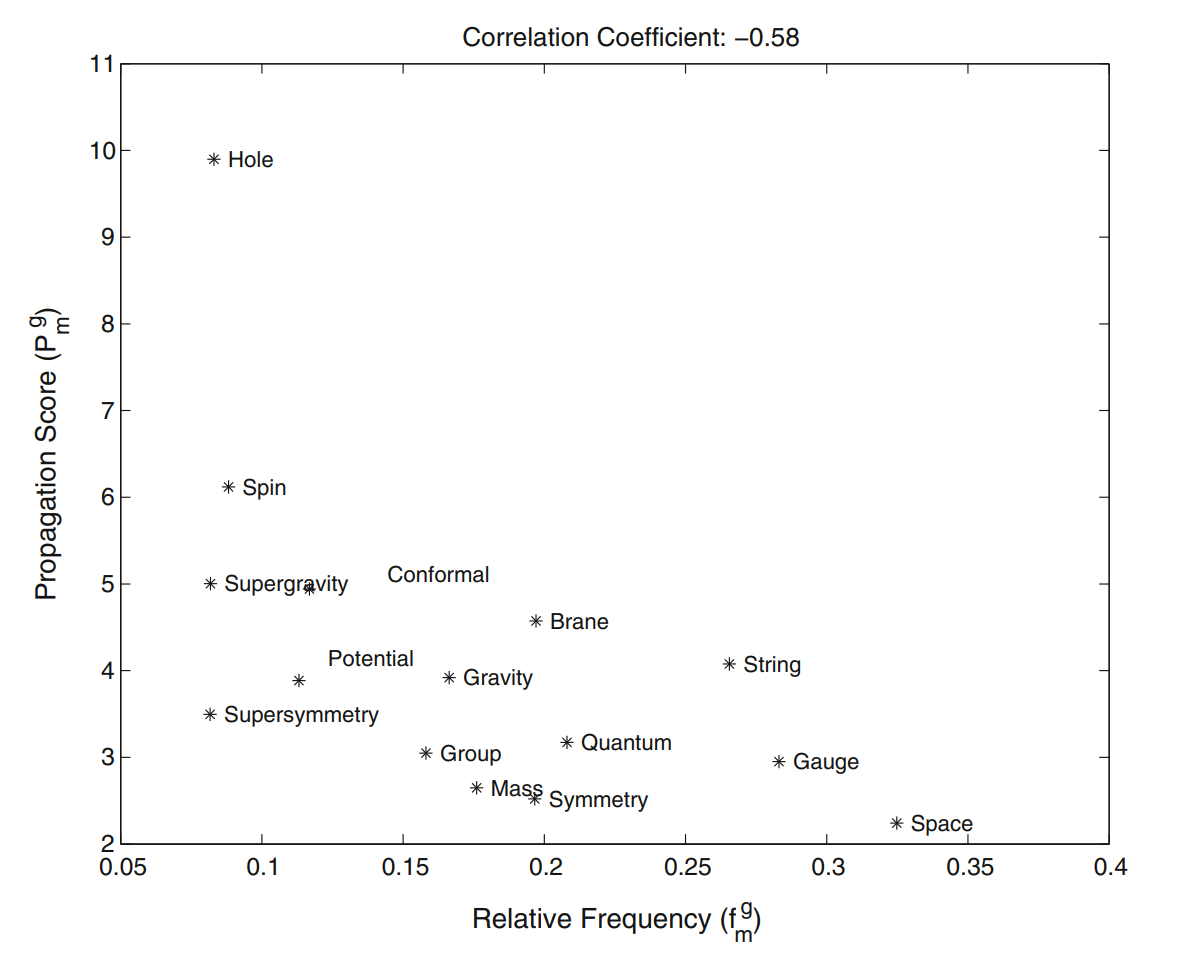 Correlation Coefficient: −0.58
11
10
9
8
7
6
5
4
3
2
Propagation Score (P_m^g)
Hole
Spin
Supergravity
Conformal
Brane
Potential
String
Gravity
Supersymmetry
Quantum
Group
Gauge
Mass
Symmetry
Space
0.05 0.1 0.15 0.2 0.25 0.3 0.35 0.4
Relative Frequency (f_m^g)